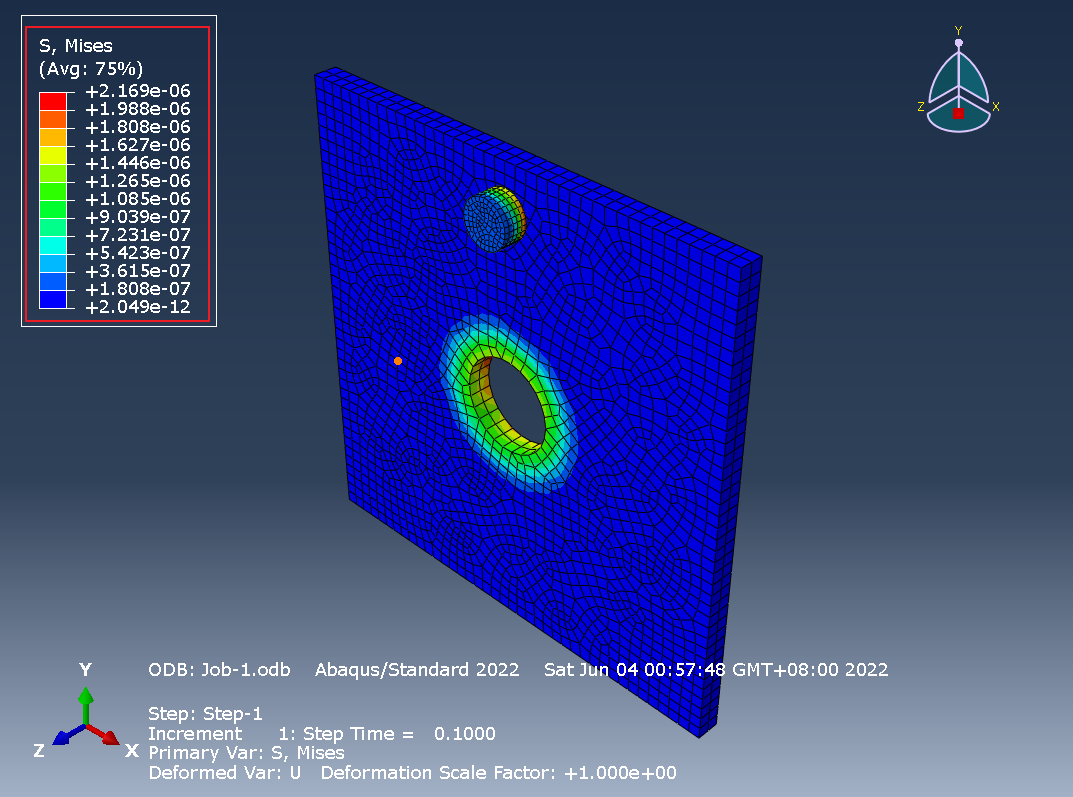 S, Mises
(Avg: 75%)
+2.169e-06
+1.988e-06
+1.808e-06
+1.627e-06
+1.446e-06
+1.265e-06
+1.085e-06
+9.039e-07
+7.231e-07
+5.423e-07
+3.615e-07
+1.808e-07
+2.049e-12
Y
Z X
Y
Z X
ODB: Job-1.odb Abaqus/Standard 2022 Sat Jun 04 00:57:48 GMT+08:00 2022
Step: Step-1
Increment 1: Step Time = 0.1000
Primary Var: S, Mises
Deformed Var: U Deformation Scale Factor: +1.000e+00